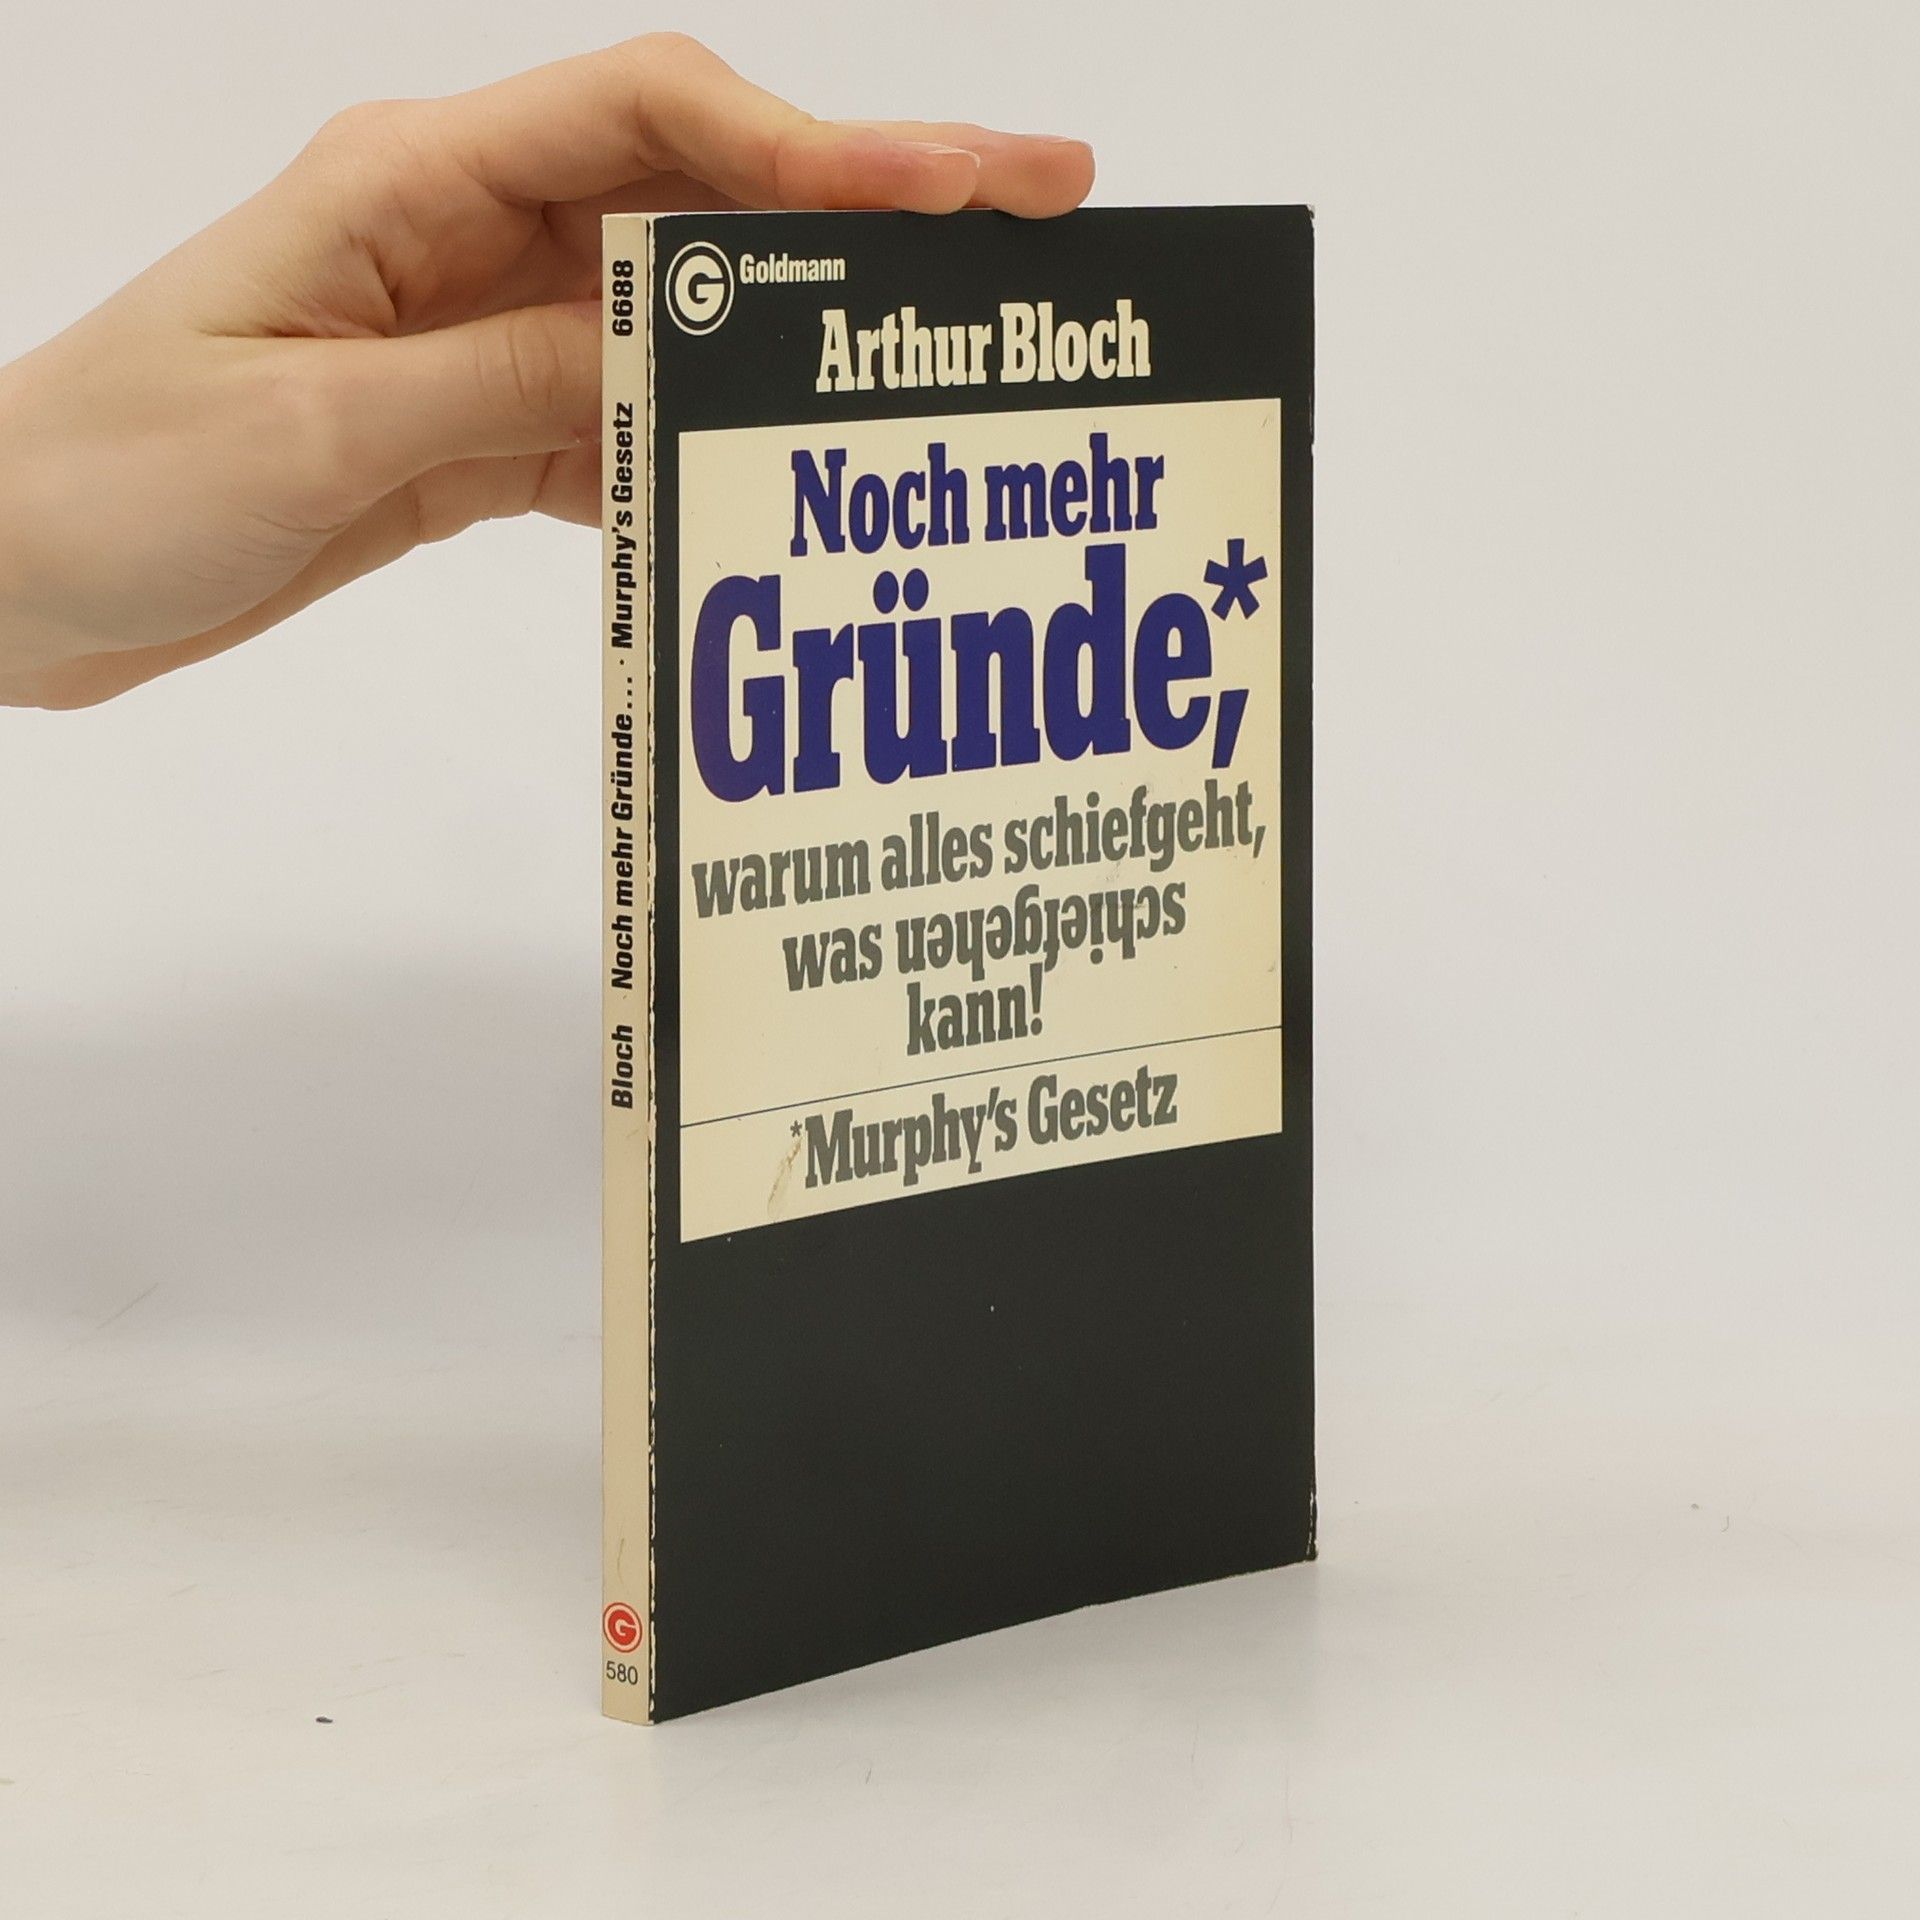 Goldmann
Arthur Bloch
Noch mehr
Gründe,*
warum alles schiefgeht,
was schiefgehen
kann!
*Murphy's Gesetz
Bloch Noch mehr Gründe... · Murphy's Gesetz 6688
G
580